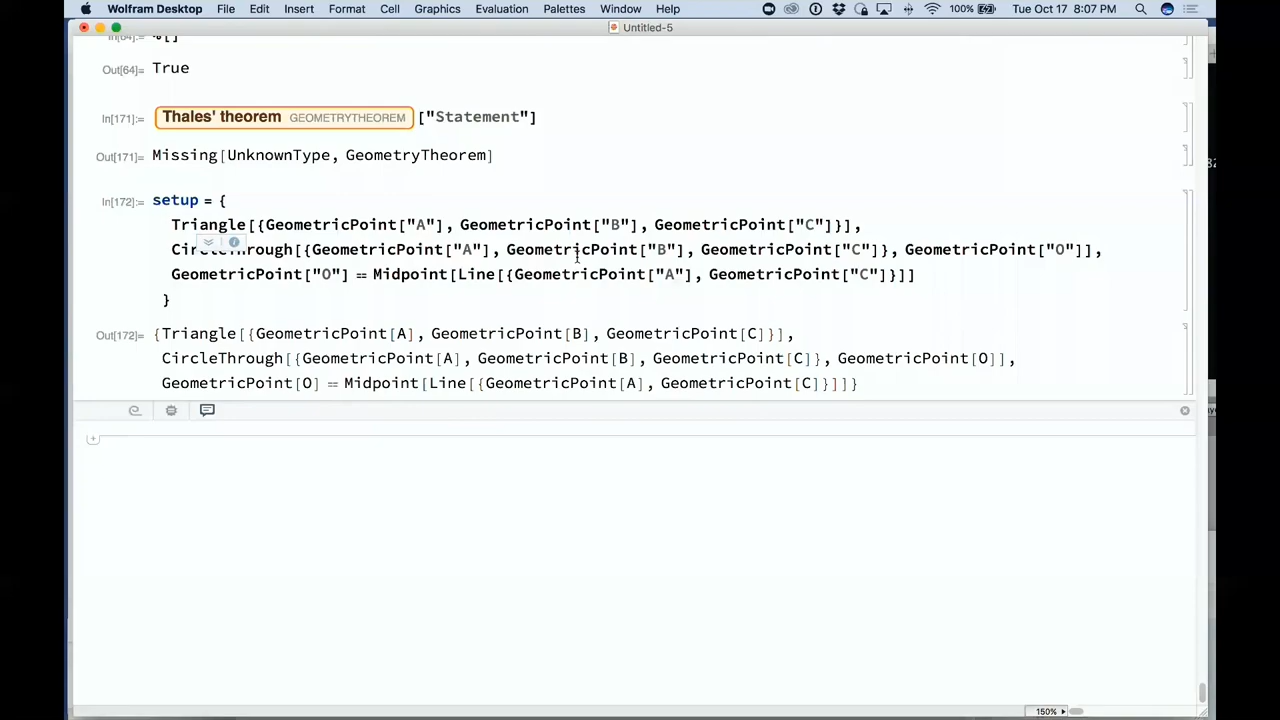 Wolfram Desktop File Edit Insert Format Cell Graphics Evaluation Palettes Window Help 100% Tue Oct 17 8:07 PM
Untitled-5
In[64]:= %[]
Out[64]= True
In[171]:= Thales' theorem GEOMETRYTHEOREM ["Statement"]
Out[171]= Missing[UnknownType, GeometryTheorem]
In[172]:= setup = {
Triangle[{GeometricPoint["A"], GeometricPoint["B"], GeometricPoint["C"]}],
CircleThrough[{GeometricPoint["A"], GeometricPoint["B"], GeometricPoint["C"]}, GeometricPoint["O"]],
GeometricPoint["O"] == Midpoint[Line[{GeometricPoint["A"], GeometricPoint["C"]}]]
}
Out[172]= {Triangle[{GeometricPoint[A], GeometricPoint[B], GeometricPoint[C]}],
CircleThrough[{GeometricPoint[A], GeometricPoint[B], GeometricPoint[C]}, GeometricPoint[O]],
GeometricPoint[O] == Midpoint[Line[{GeometricPoint[A], GeometricPoint[C]}]]}
150%